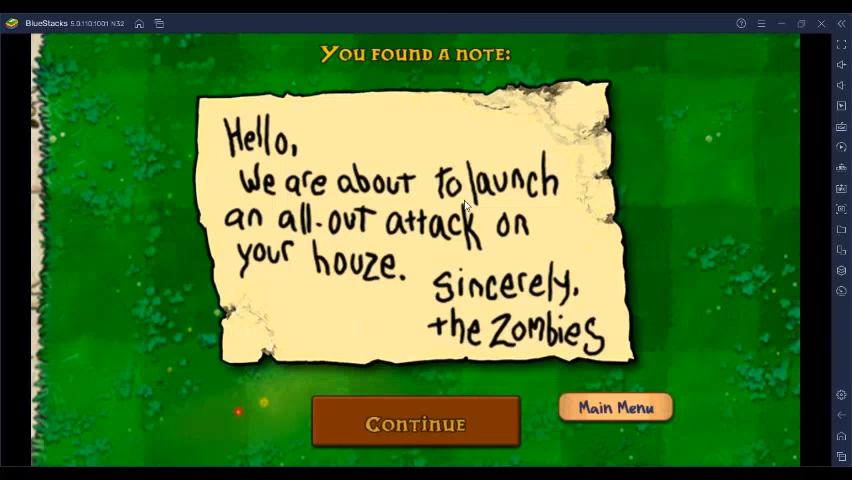 BlueStacks 5.0.110.1001 N32
You found a note:
Hello,
We are about to launch
an all-out attack on
your houze.
Sincerely,
the Zombies
Continue
Main Menu